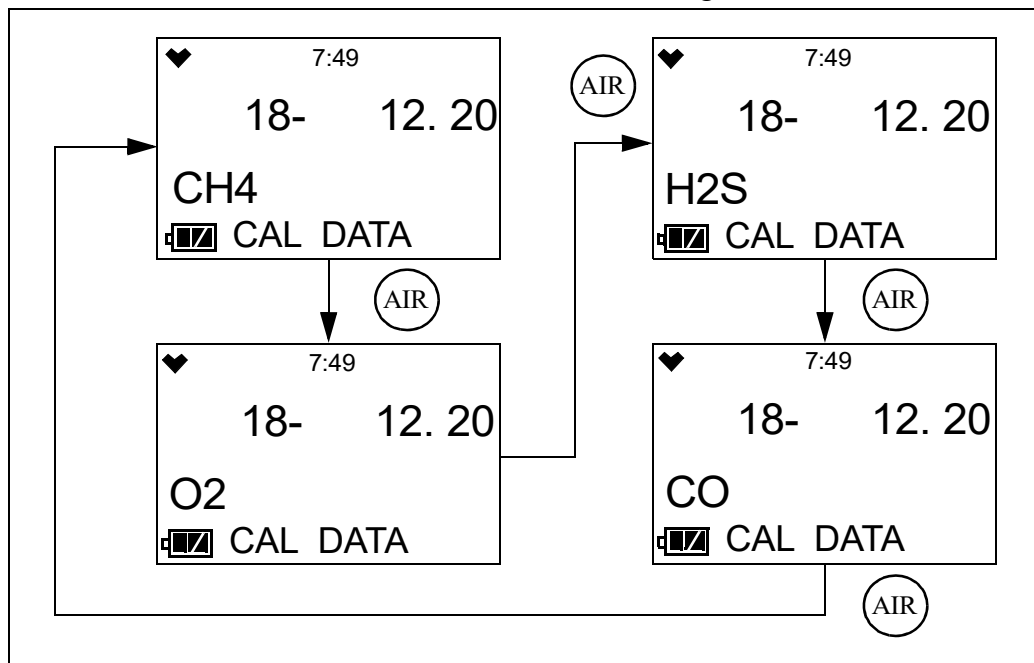 7:49
18- 12. 20
CH4
CAL DATA
AIR
7:49
18- 12. 20
O2
CAL DATA
AIR
7:49
18- 12. 20
H2S
CAL DATA
AIR
7:49
18- 12. 20
CO
CAL DATA
AIR